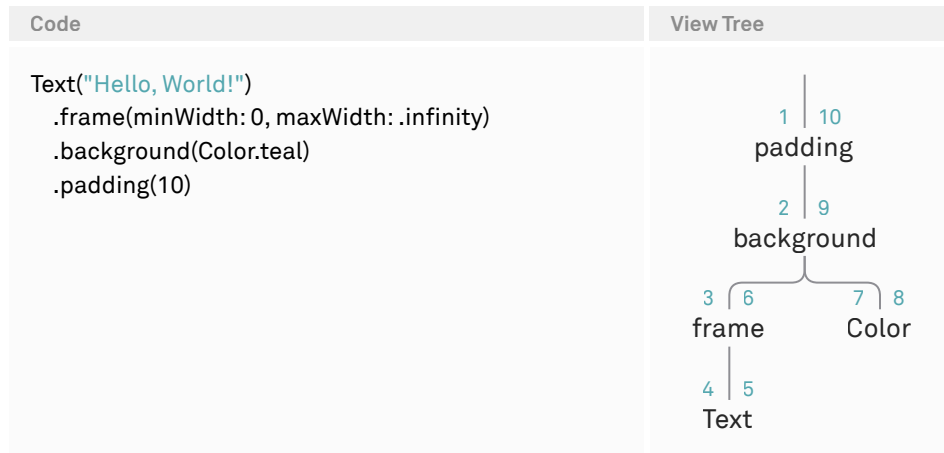 Code
View Tree
Text("Hello, World!")
.frame(minWidth: 0, maxWidth: .infinity)
.background(Color.teal)
.padding(10)
1 10
padding
2 9
background
3 6 7 8
frame Color
4 5
Text